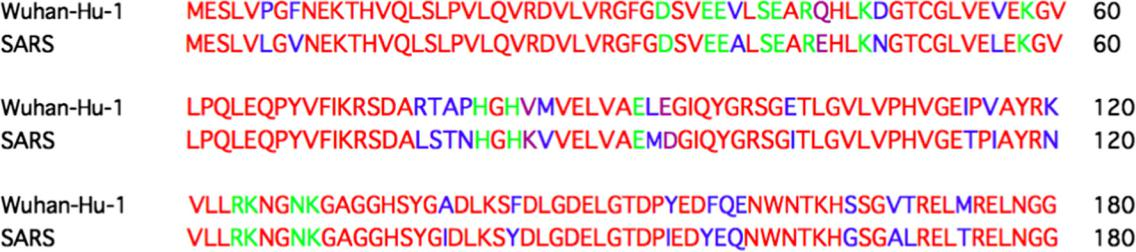 Wuhan-Hu-1 MESLVPGFNEKTHVQLSLPVLQVRDVLVRGFGDSVEEVLSEARQHLKDGTCGLVEVEKGV 60
SARS MESLVLGVNEKTHVQLSLPVLQVRDVLVRGFGDSVEEALSEAREHLKNGTCGLVELEKGV 60
Wuhan-Hu-1 LPQLEQPYVFIKRSDARTAPHGHVMVELVAELEGIQYGRSGETLGVLVPHVGEIPVAYRK 120
SARS LPQLEQPYVFIKRSDALSTNHGHKVVELVAEMDGIQYGRSGITLGVLVPHVGETPIAYRN 120
Wuhan-Hu-1 VLLRKNGNKGAGGHSYGADLKSFDLGDELGTDPYEDFQENWNTKHSSGVTRELMRELNGG 180
SARS VLLRKNGNKGAGGHSYGIDLKSYDLGDELGTDPIEDYEQNWNTKHGSGALRELTRELNGG 180